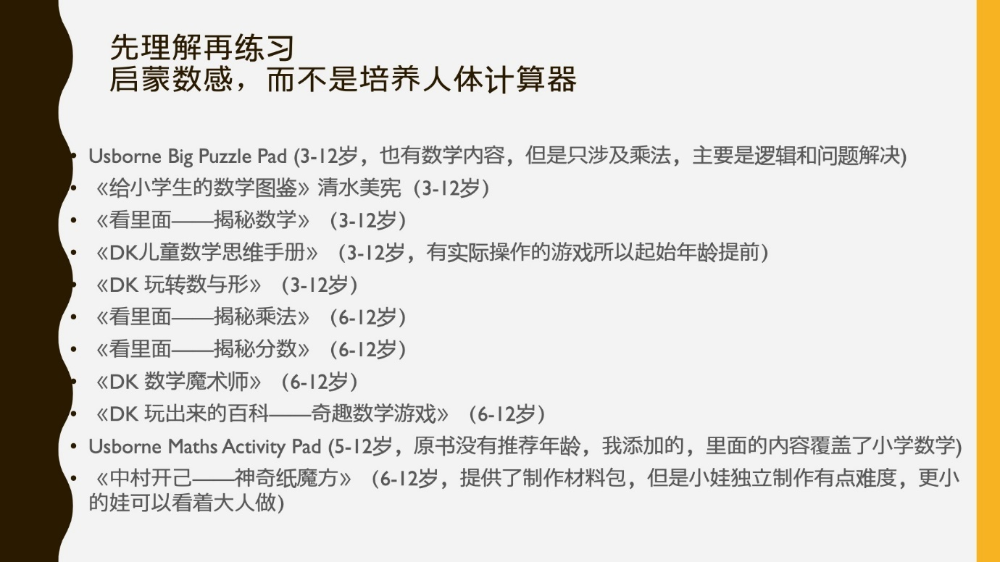 先理解再练习
启蒙数感，而不是培养人体计算器
• Usborne Big Puzzle Pad (3-12岁，也有数学内容，但是只涉及乘法，主要是逻辑和问题解决)
• 《给小学生的数学图鉴》清水美宪（3-12岁）
• 《看里面——揭秘数学》（3-12岁）
• 《DK儿童数学思维手册》（3-12岁，有实际操作的游戏所以起始年龄提前）
• 《DK 玩转数与形》（3-12岁）
• 《看里面——揭秘乘法》（6-12岁）
• 《看里面——揭秘分数》（6-12岁）
• 《DK 数学魔术师》（6-12岁）
• 《DK 玩出来的百科——奇趣数学游戏》（6-12岁）
• Usborne Maths Activity Pad (5-12岁，原书没有推荐年龄，我添加的，里面的内容覆盖了小学数学)
• 《中村开己——神奇纸魔方》（6-12岁，提供了制作材料包，但是小娃独立制作有点难度，更小
的娃可以看着大人做）